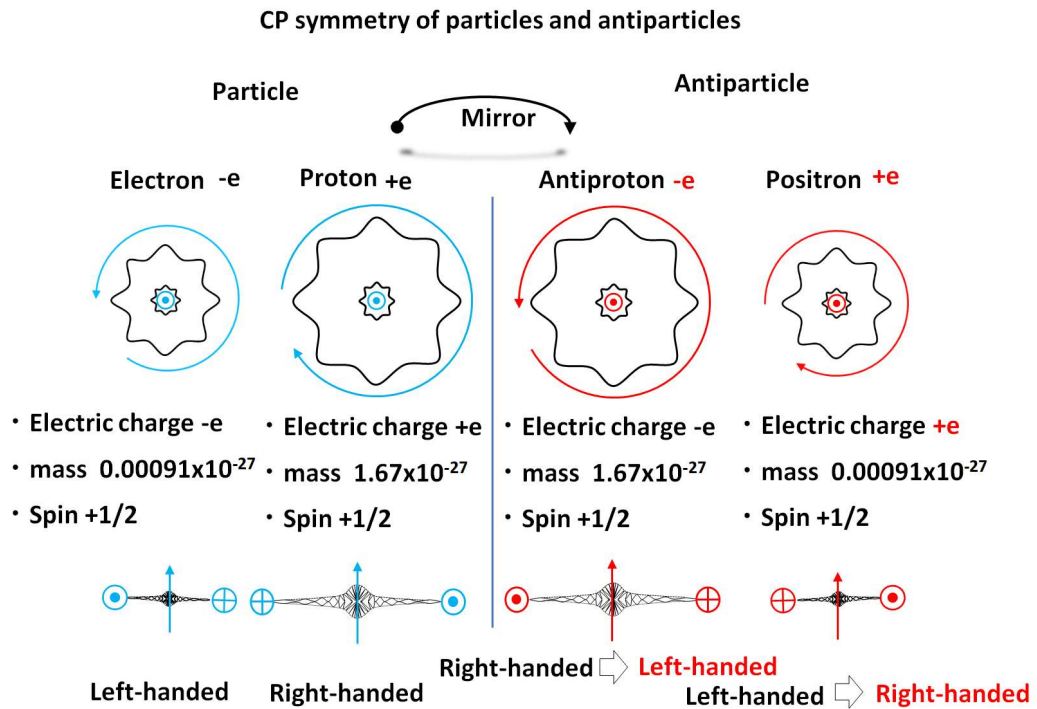 CP symmetry of particles and antiparticles
Particle
Antiparticle
Mirror
Electron -e
Proton +e
Antiproton -e
Positron +e
・Electric charge -e
・mass 0.00091x10⁻²⁷
・Spin +1/2
・Electric charge +e
・mass 1.67x10⁻²⁷
・Spin +1/2
・Electric charge -e
・mass 1.67x10⁻²⁷
・Spin +1/2
・Electric charge +e
・mass 0.00091x10⁻²⁷
・Spin +1/2
Left-handed
Right-handed
Right-handed ⇨ Left-handed
Left-handed ⇨ Right-handed